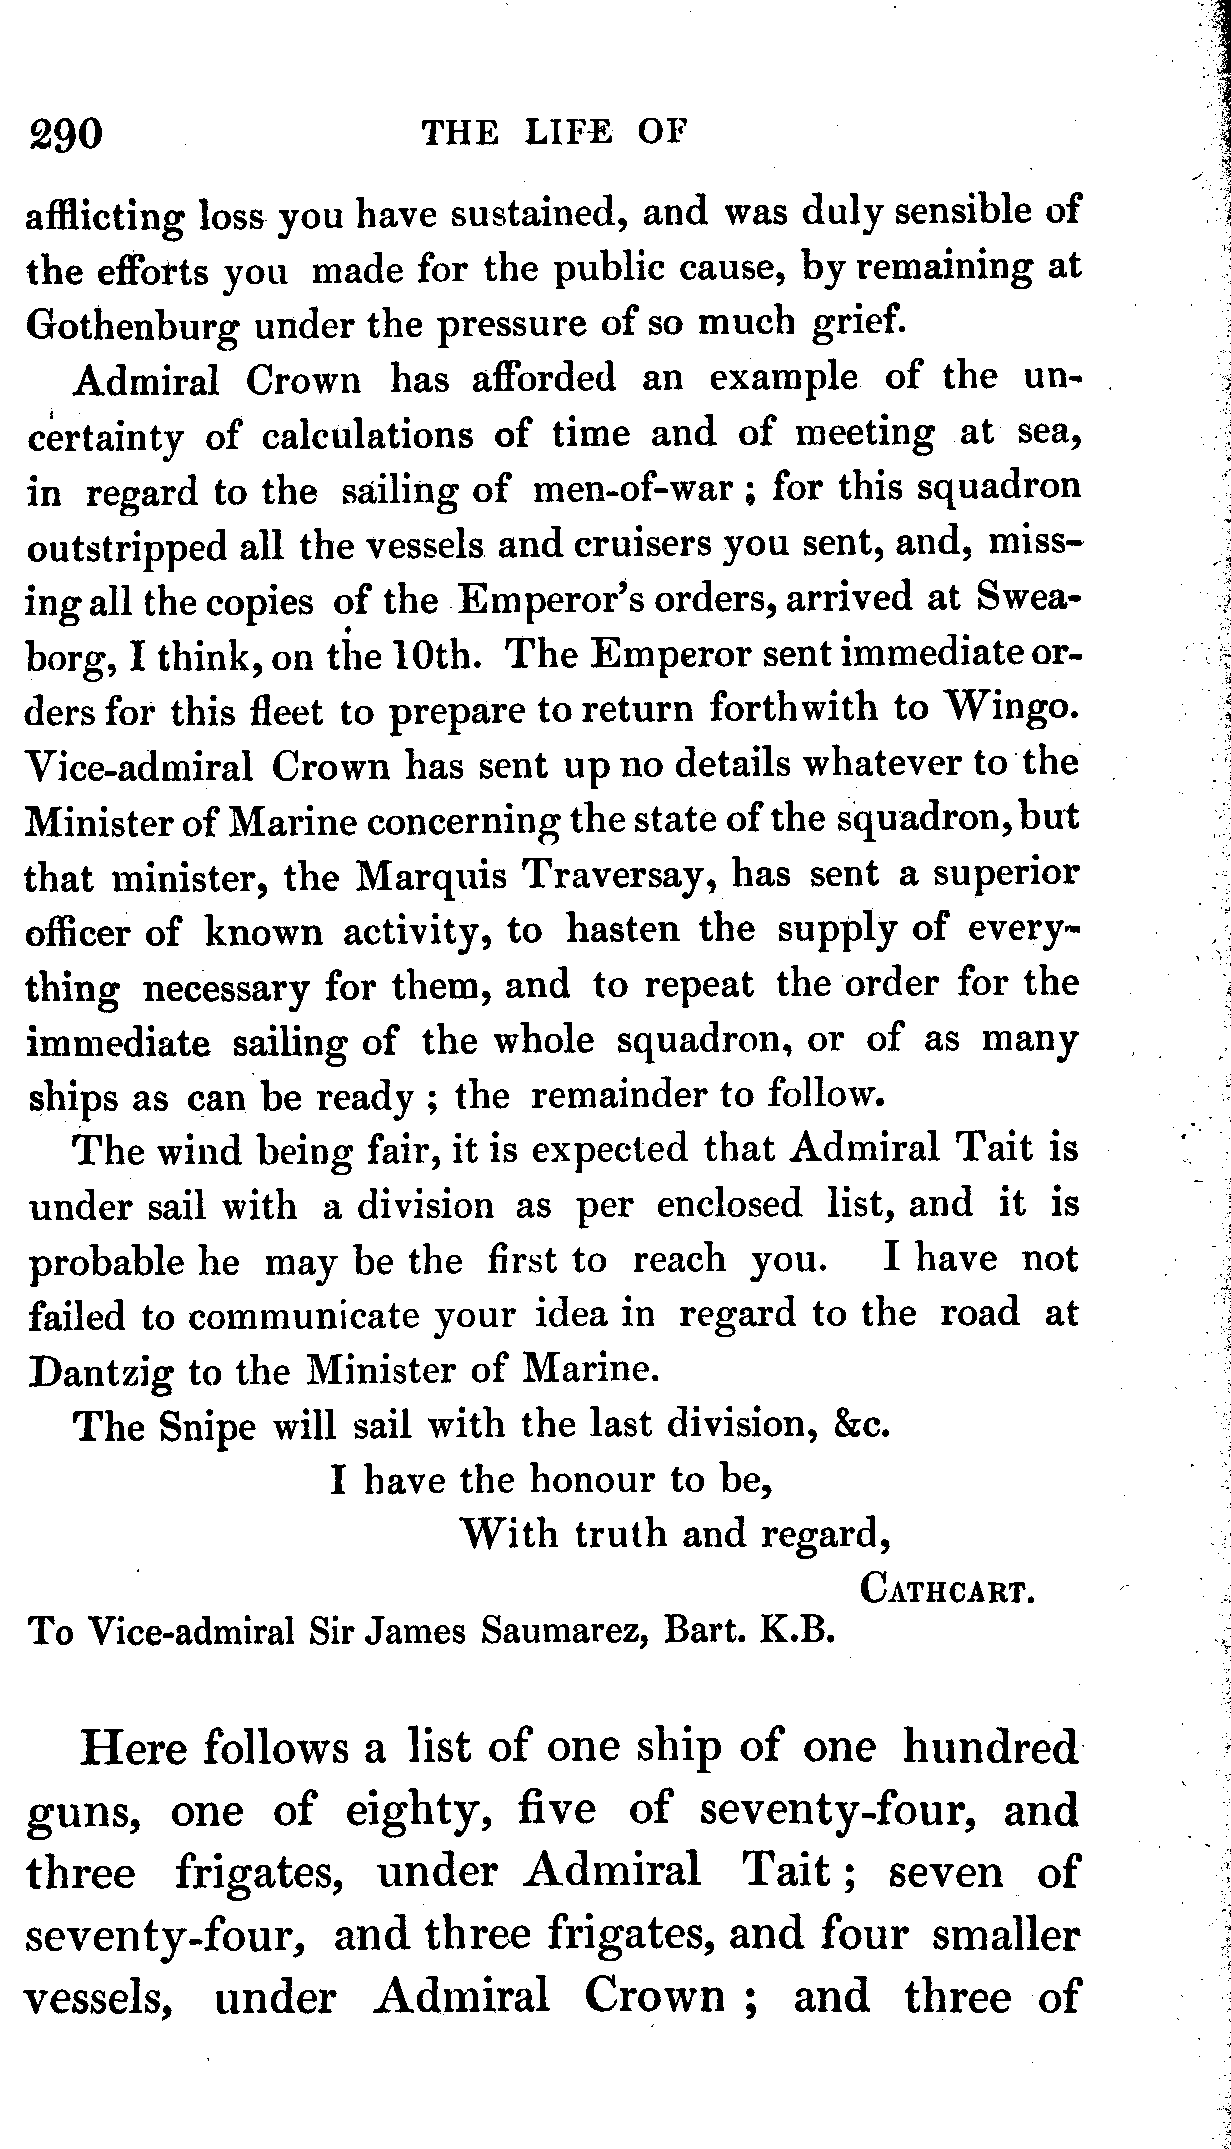 290 THE LIFE OF
afflicting loss you have sustained, and was duly sensible of
the efforts you made for the public cause, by remaining at
Gothenburg under the pressure of so much grief.
Admiral Crown has afforded an example of the un-
certainty of calculations of time and of meeting at sea,
in regard to the sailing of men-of-war ; for this squadron
outstripped all the vessels and cruisers you sent, and, miss-
ing all the copies of the Emperor's orders, arrived at Swea-
borg, I think, on the 10th. The Emperor sent immediate or-
ders for this fleet to prepare to return forthwith to Wingo.
Vice-admiral Crown has sent up no details whatever to the
Minister of Marine concerning the state of the squadron, but
that minister, the Marquis Traversay, has sent a superior
officer of known activity, to hasten the supply of every-
thing necessary for them, and to repeat the order for the
immediate sailing of the whole squadron, or of as many
ships as can be ready ; the remainder to follow.
The wind being fair, it is expected that Admiral Tait is
under sail with a division as per enclosed list, and it is
probable he may be the first to reach you. I have not
failed to communicate your idea in regard to the road at
Dantzig to the Minister of Marine.
The Snipe will sail with the last division, &c.
I have the honour to be,
With truth and regard,
CATHCART.
To Vice-admiral Sir James Saumarez, Bart. K.B.
Here follows a list of one ship of one hundred
guns, one of eighty, five of seventy-four, and
three frigates, under Admiral Tait ; seven of
seventy-four, and three frigates, and four smaller
vessels, under Admiral Crown ; and three of